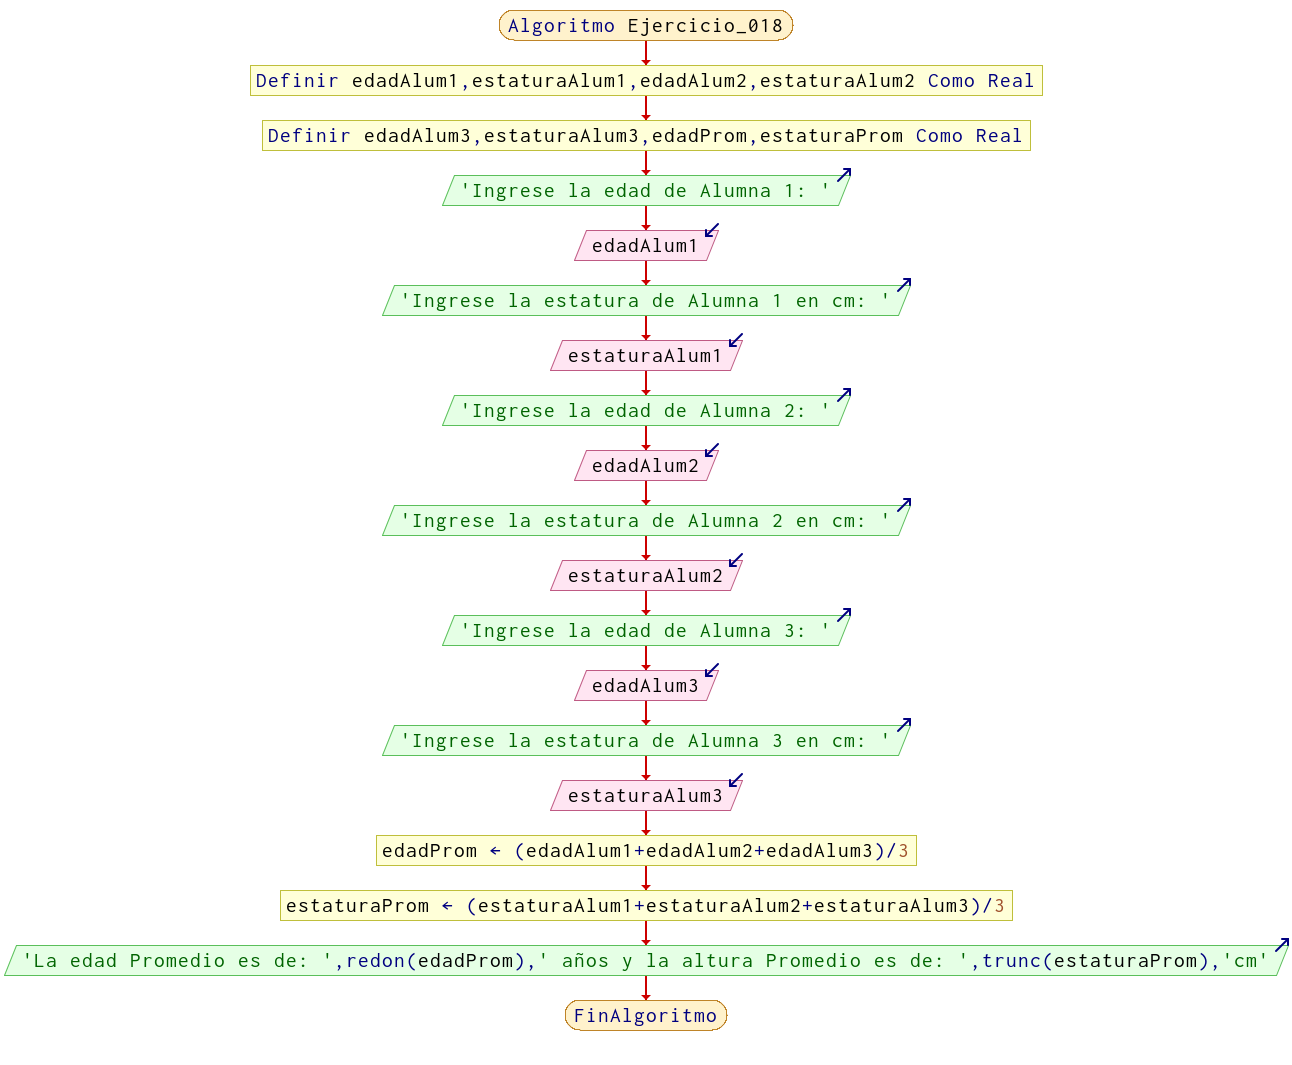 Algoritmo Ejercicio_018
Definir edadAlum1,estaturaAlum1,edadAlum2,estaturaAlum2 Como Real
Definir edadAlum3,estaturaAlum3,edadProm,estaturaProm Como Real
'Ingrese la edad de Alumna 1: '
edadAlum1
'Ingrese la estatura de Alumna 1 en cm: '
estaturaAlum1
'Ingrese la edad de Alumna 2: '
edadAlum2
'Ingrese la estatura de Alumna 2 en cm: '
estaturaAlum2
'Ingrese la edad de Alumna 3: '
edadAlum3
'Ingrese la estatura de Alumna 3 en cm: '
estaturaAlum3
edadProm ← (edadAlum1+edadAlum2+edadAlum3)/3
estaturaProm ← (estaturaAlum1+estaturaAlum2+estaturaAlum3)/3
'La edad Promedio es de: ',redon(edadProm),' años y la altura Promedio es de: ',trunc(estaturaProm),'cm'
FinAlgoritmo